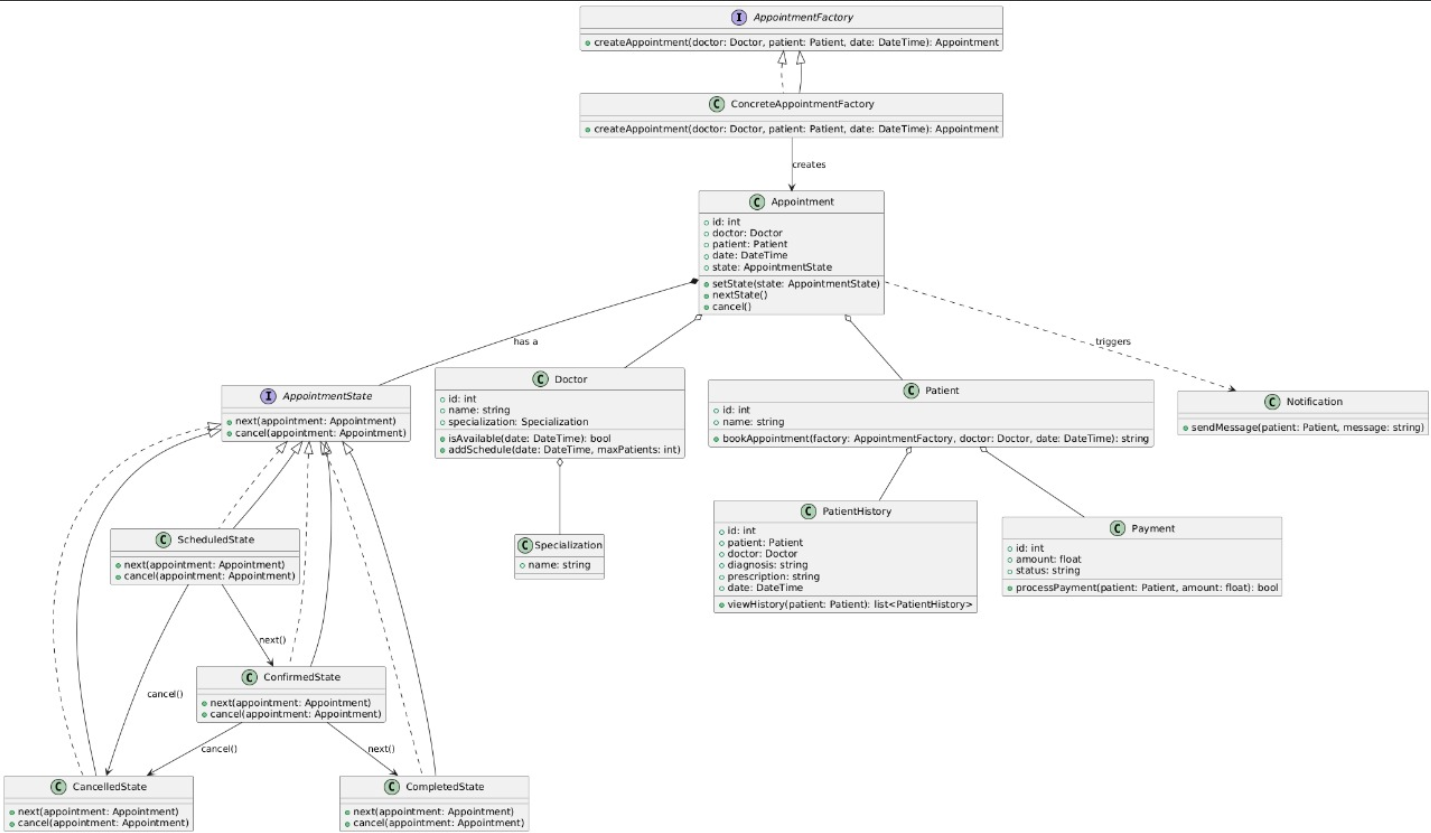 I AppointmentFactory
createAppointment(doctor: Doctor, patient: Patient, date: DateTime): Appointment
C ConcreteAppointmentFactory
createAppointment(doctor: Doctor, patient: Patient, date: DateTime): Appointment
creates
C Appointment
id: int
doctor: Doctor
patient: Patient
date: DateTime
state: AppointmentState
setState(state: AppointmentState)
nextState()
cancel()
has a
triggers
I AppointmentState
next(appointment: Appointment)
cancel(appointment: Appointment)
C Doctor
id: int
name: string
specialization: Specialization
isAvailable(date: DateTime): bool
addSchedule(date: DateTime, maxPatients: int)
C Patient
id: int
name: string
bookAppointment(factory: AppointmentFactory, doctor: Doctor, date: DateTime): string
C Notification
sendMessage(patient: Patient, message: string)
C ScheduledState
next(appointment: Appointment)
cancel(appointment: Appointment)
C Specialization
name: string
C PatientHistory
id: int
patient: Patient
doctor: Doctor
diagnosis: string
prescription: string
date: DateTime
viewHistory(patient: Patient): list<PatientHistory>
C Payment
id: int
amount: float
status: string
processPayment(patient: Patient, amount: float): bool
next()
cancel()
C ConfirmedState
next(appointment: Appointment)
cancel(appointment: Appointment)
cancel()
next()
C CancelledState
next(appointment: Appointment)
cancel(appointment: Appointment)
C CompletedState
next(appointment: Appointment)
cancel(appointment: Appointment)